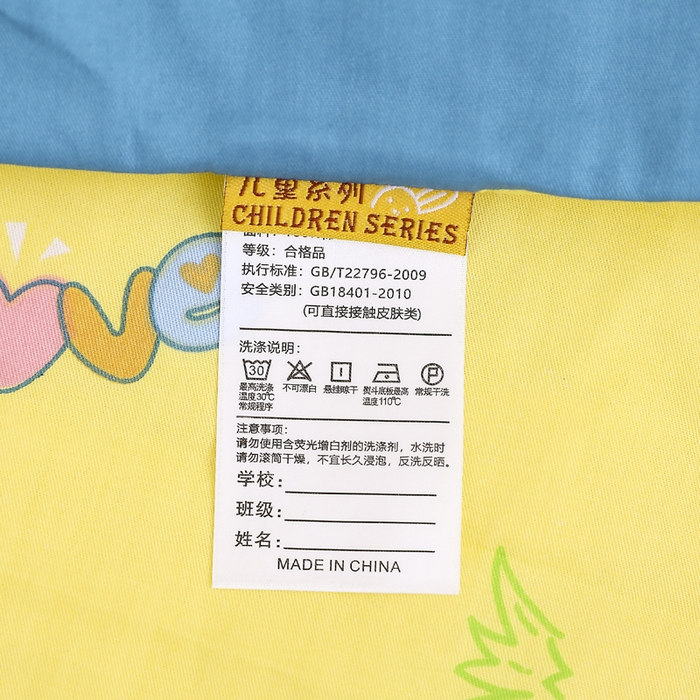 儿童系列
CHILDREN SERIES
等级：合格品
执行标准：GB/T22796-2009
安全类别：GB18401-2010
(可直接接触皮肤类)
洗涤说明：
30 P
最高洗涤 不可漂白 悬挂晾干 熨斗底板最高 常规干洗
温度30℃ 温度110℃
常规程序
注意事项：
请勿使用含荧光增白剂的洗涤剂，水洗时
请勿滚筒干燥，不宜长久浸泡，反洗反晒。
学校：
班级：
姓名：
MADE IN CHINA